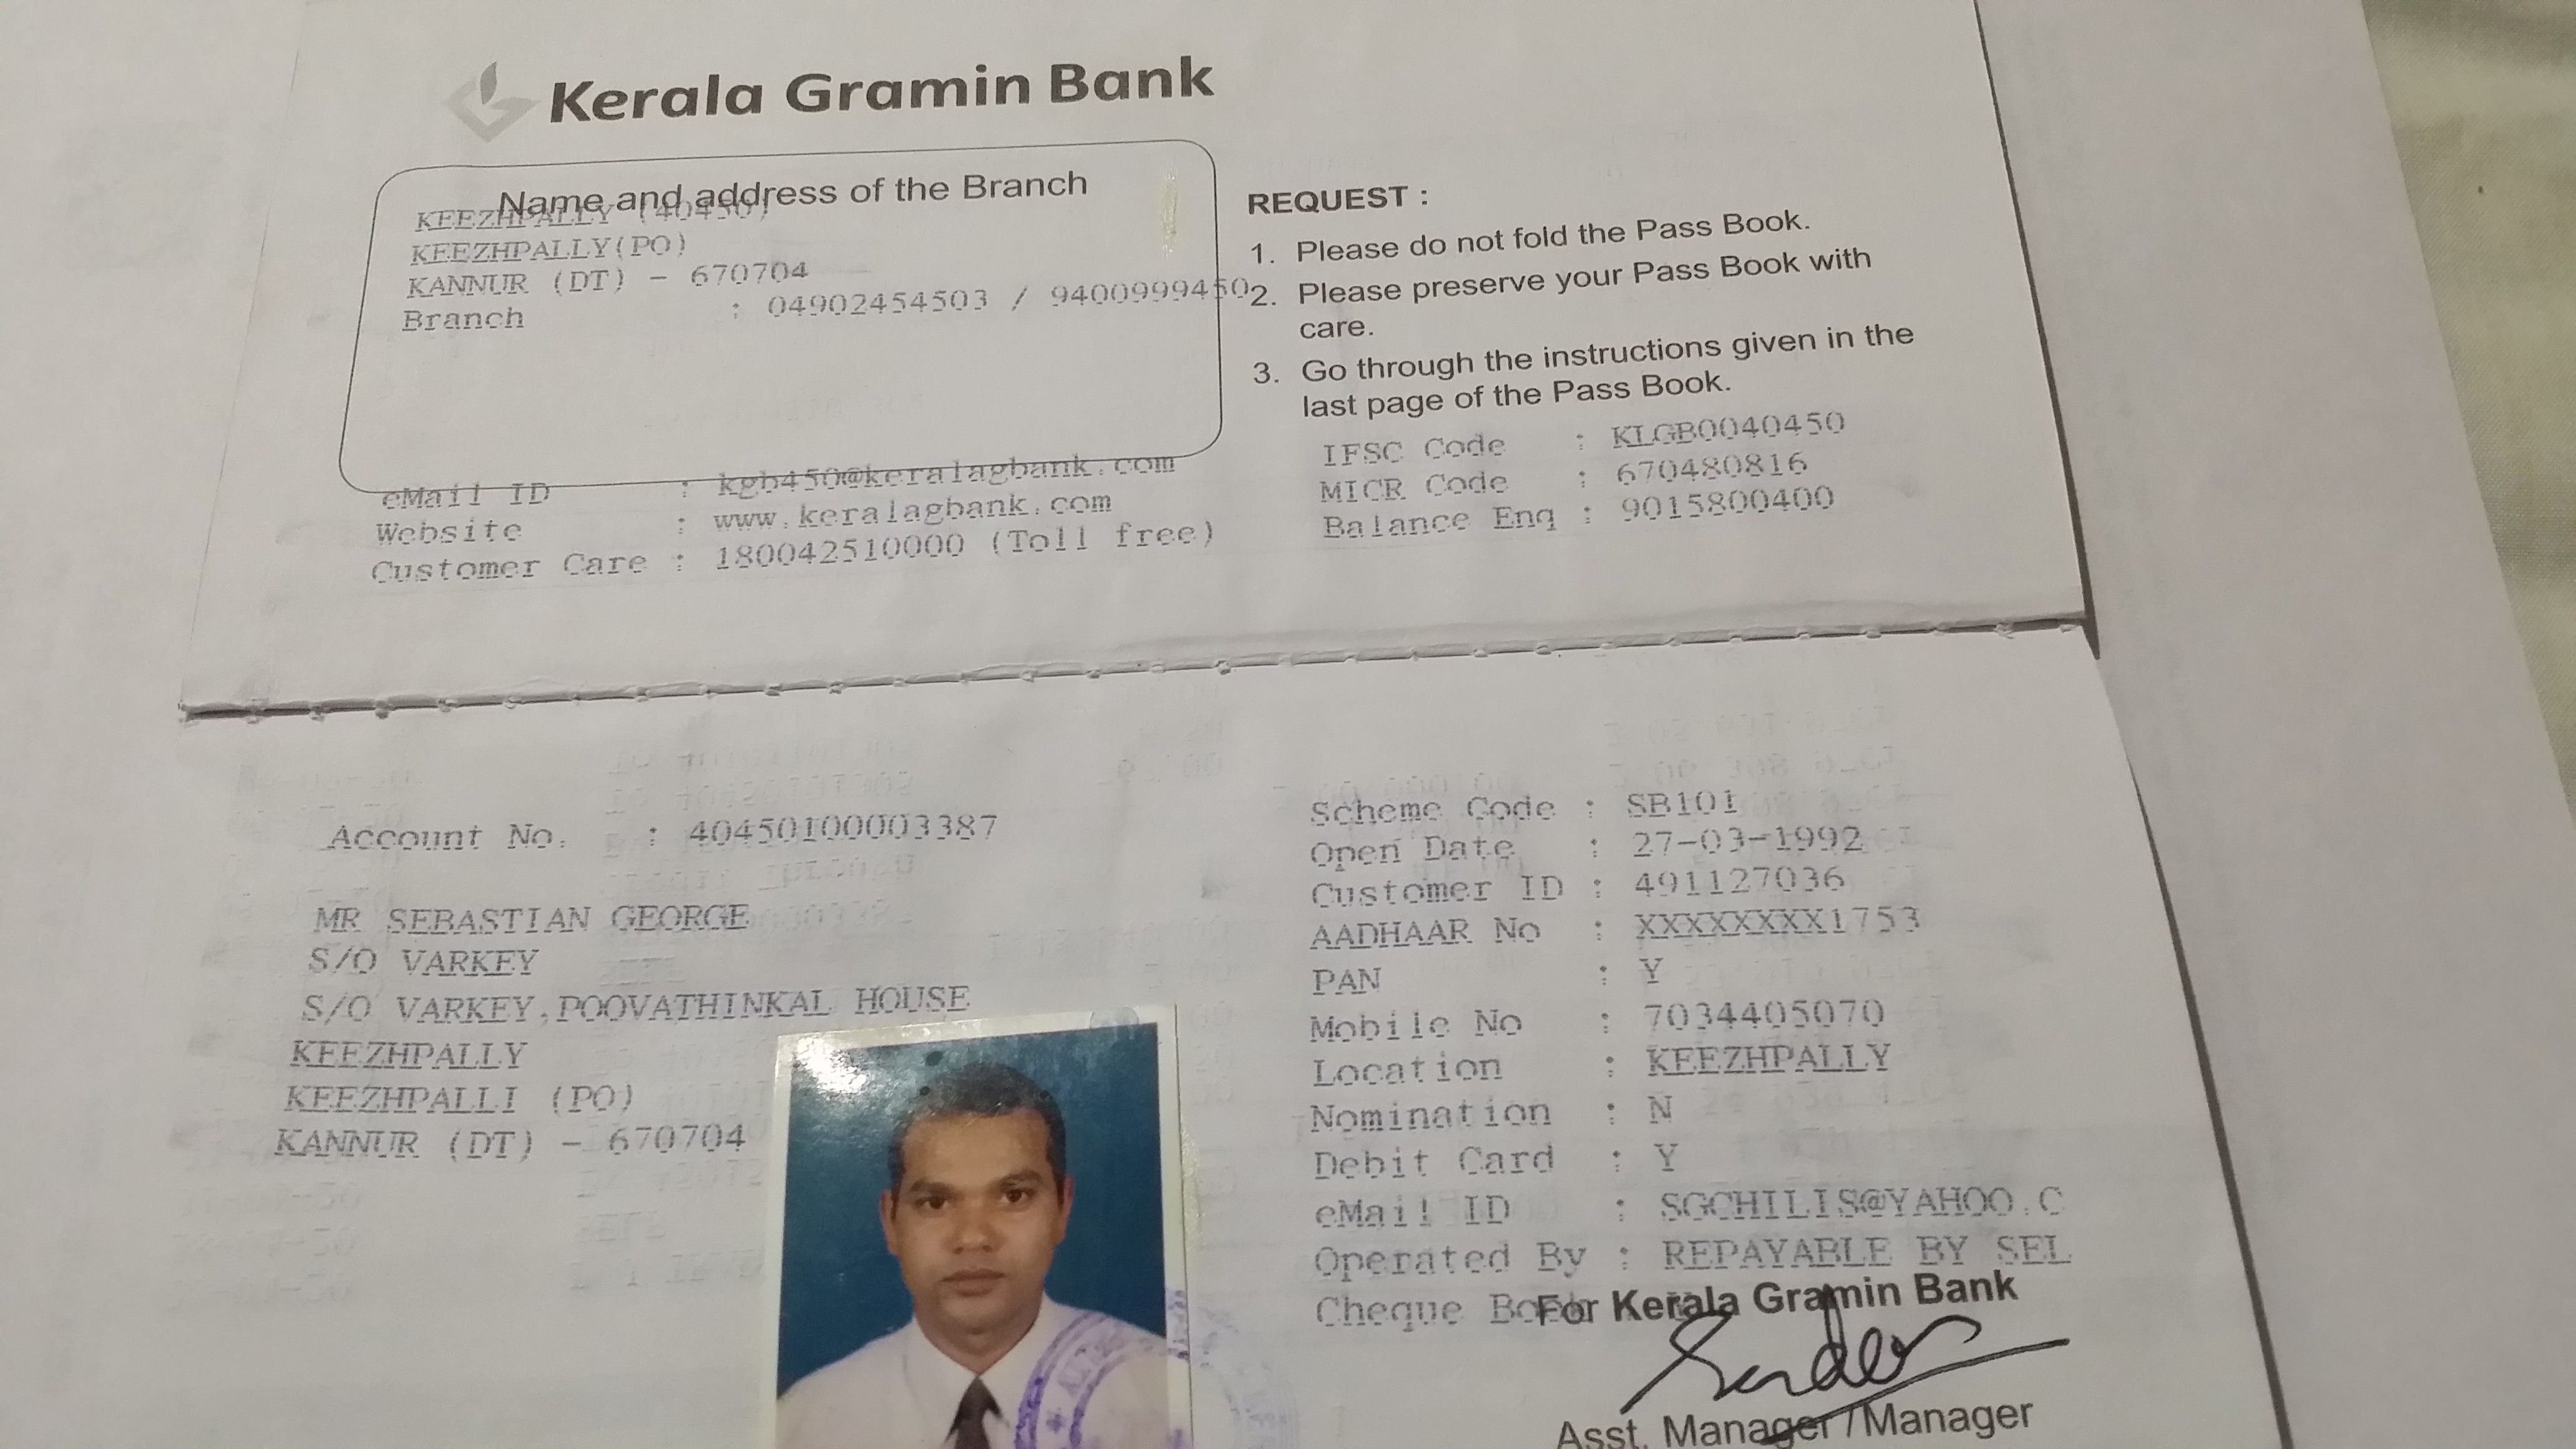 Kerala Gramin Bank
Name and address of the Branch
KEEZHPALLY (40450)
KEEZHPALLY(PO)
KANNUR (DT) - 670704
Branch : 04902454503 / 9400999450
eMail ID : kgb450@keralagbank.com
Website : www.keralagbank.com
Customer Care : 180042510000 (Toll free)
REQUEST :
1. Please do not fold the Pass Book.
2. Please preserve your Pass Book with
care.
3. Go through the instructions given in the
last page of the Pass Book.
IFSC Code : KLGB0040450
MICR Code : 670480816
Balance Enq : 9015800400
Account No. : 40450100003387
MR SEBASTIAN GEORGE
S/O VARKEY
S/O VARKEY,POOVATHINKAL HOUSE
KEEZHPALLY
KEEZHPALLI (PO)
KANNUR (DT) - 670704
Scheme Code : SB101
Open Date : 27-03-1992
Customer ID : 491127036
AADHAAR No : XXXXXXXX1753
PAN : Y
Mobile No : 7034405070
Location : KEEZHPALLY
Nomination : N
Debit Card : Y
eMail ID : SGCHILIS@YAHOO.C
Operated By : REPAYABLE BY SEL
Cheque Book
For Kerala Gramin Bank
Asst. Manager / Manager